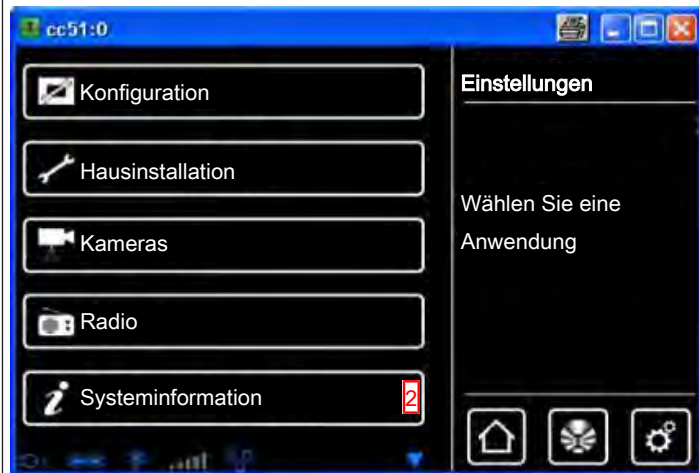 cc51:0
Konfiguration
Hausinstallation
Kameras
Radio
Systeminformation
2
Einstellungen
Wählen Sie eine
Anwendung